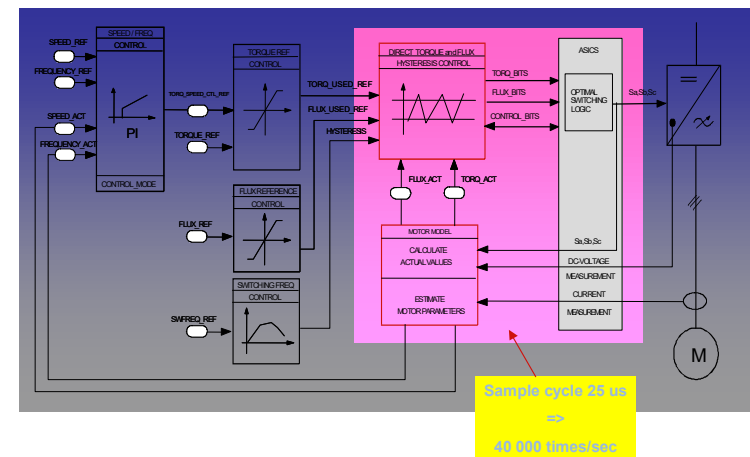 SPEED / FREQ
CONTROL
PI
CONTROL_MODE
SPEED_REF
FREQUENCY_REF
SPEED_ACT
FREQUENCY_ACT
TORQ_SPEED_CTL_REF
TORQUE_REF
TORQUE REF
CONTROL
TORQ_USED_REF
FLUX_USED_REF
HYSTERESIS
FLUX REFERENCE
CONTROL
FLUX_REF
SWITCHING FREQ
CONTROL
SWFREQ_REF
DIRECT TORQUE and FLUX
HYSTERESIS CONTROL
TORQ_BITS
FLUX_BITS
CONTROL_BITS
FLUX_ACT
TORQ_ACT
MOTOR MODEL
CALCULATE
ACTUAL VALUES
ESTIMATE
MOTOR PARAMETERS
ASICS
OPTIMAL
SWITCHING
LOGIC
Sa,Sb,Sc
Sa,Sb,Sc
DC-VOLTAGE
MEASUREMENT
CURRENT
MEASUREMENT
M
Sample cycle 25 us
=>
40 000 times/sec